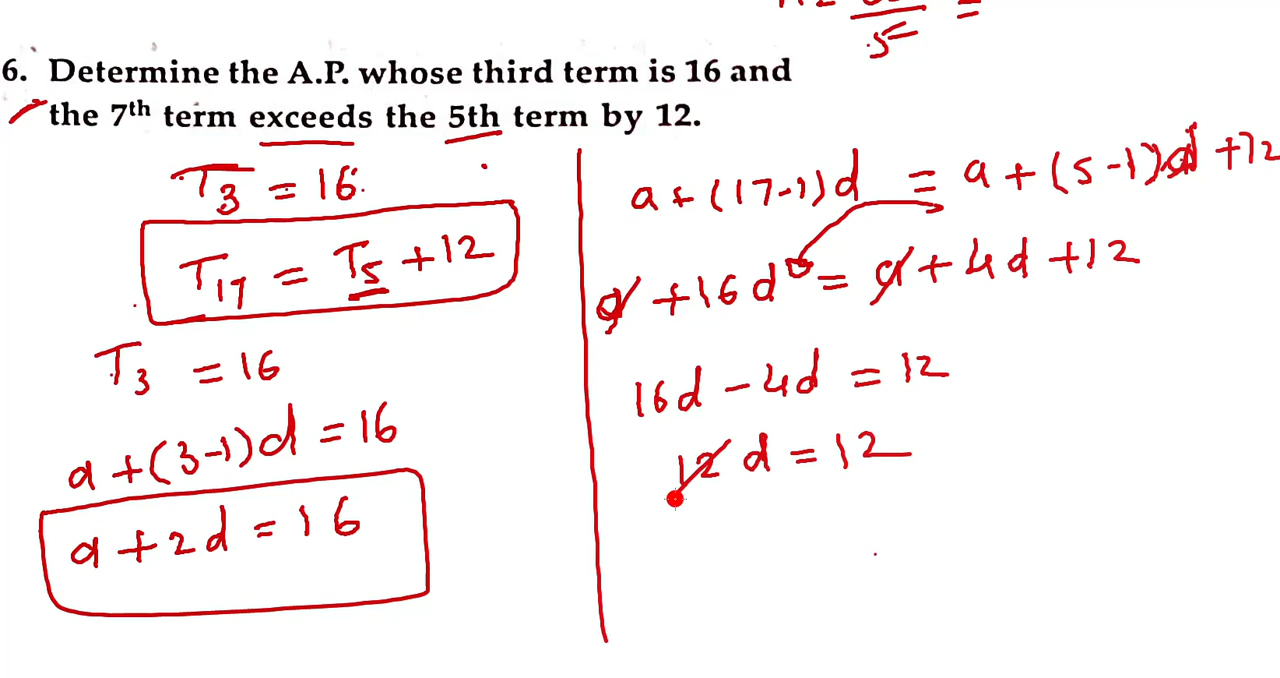 6. Determine the A.P. whose third term is 16 and
the 7th term exceeds the 5th term by 12.
T3 = 16
T17 = T5 + 12
T3 = 16
a + (3-1)d = 16
a + 2d = 16
a + (17-1)d = a + (5-1)d + 12
a + 16d = a + 4d + 12
16d - 4d = 12
12d = 12